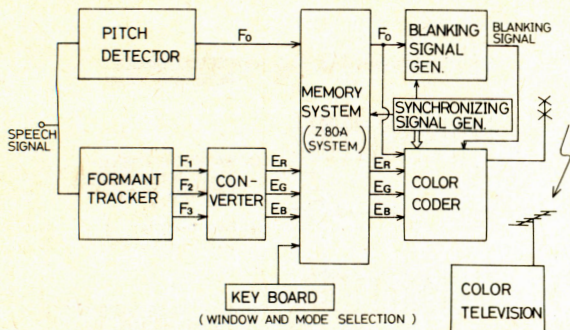 PITCH
DETECTOR
F0
F0
BLANKING
SIGNAL
GEN.
BLANKING
SIGNAL
MEMORY
SYSTEM
(Z80A
SYSTEM)
SYNCHRONIZING
SIGNAL GEN.
SPEECH
SIGNAL
FORMANT
TRACKER
F1
F2
F3
CON-
VERTER
ER
EG
EB
ER
EG
EB
COLOR
CODER
KEY BOARD
(WINDOW AND MODE SELECTION)
COLOR
TELEVISION